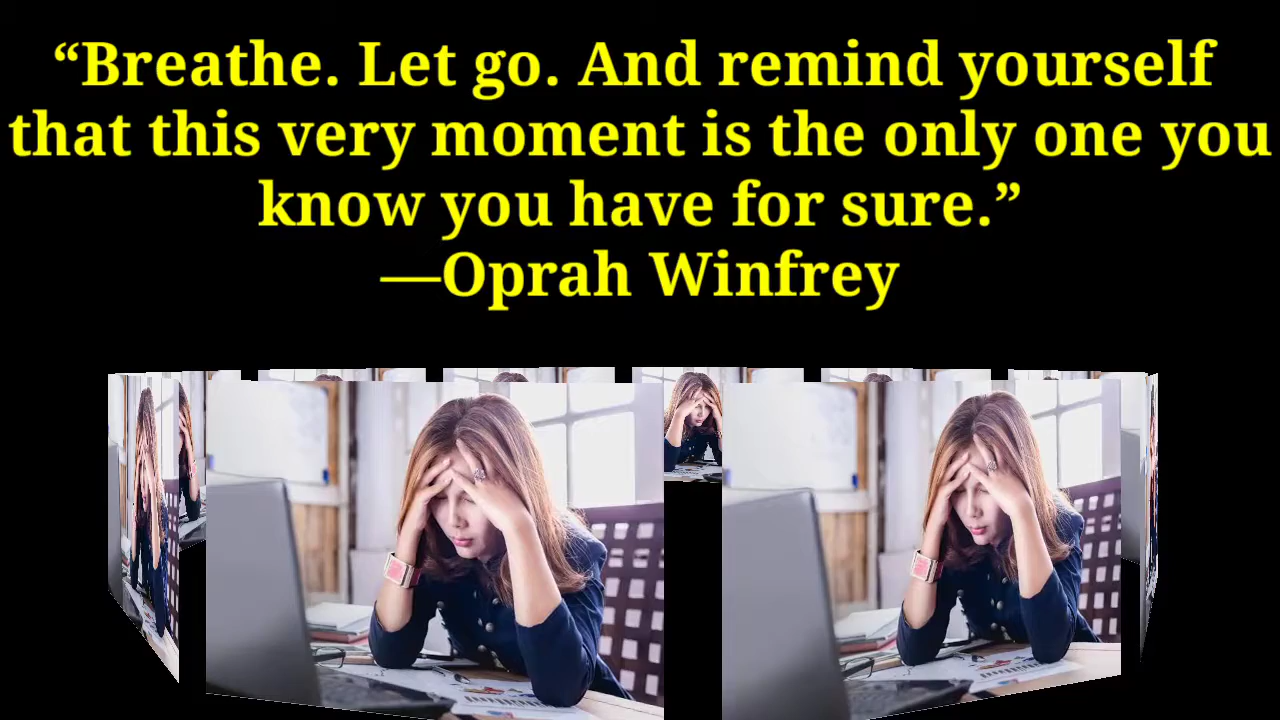 “Breathe. Let go. And remind yourself
that this very moment is the only one you
know you have for sure.”
—Oprah Winfrey